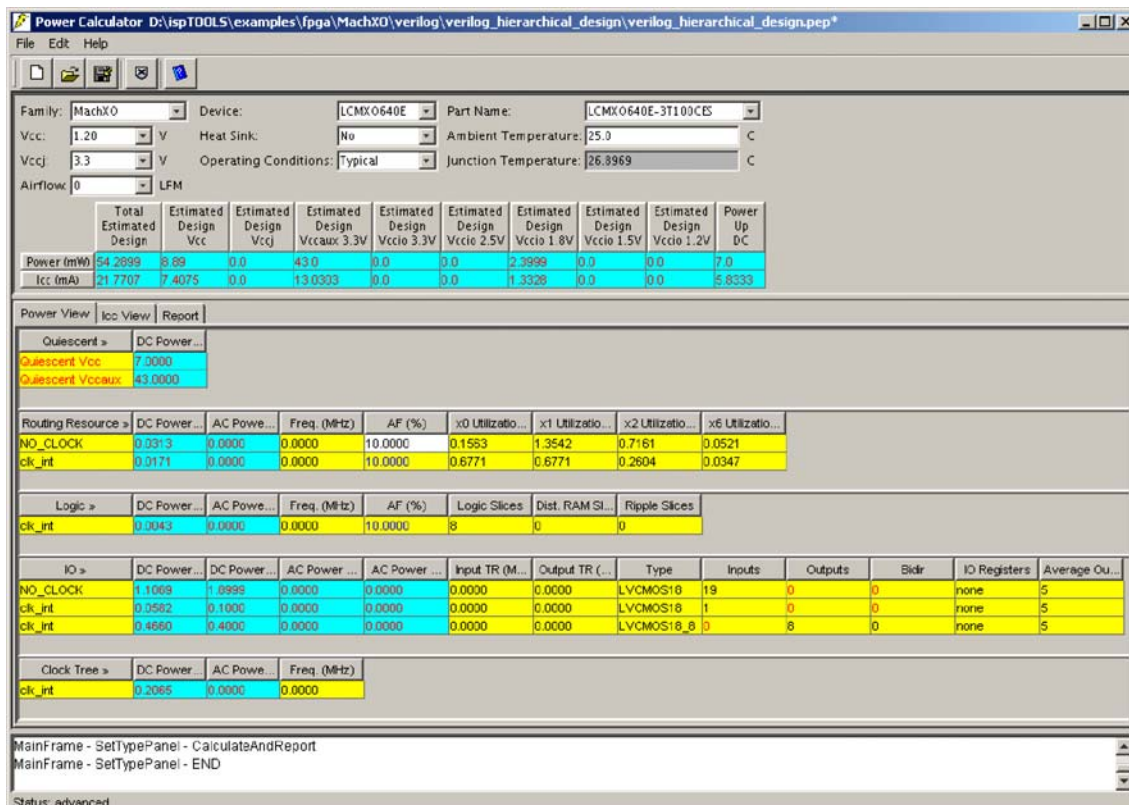 Power Calculator D:\ispTOOLS\examples\fpga\MachXO\verilog\verilog_hierarchical_design\verilog_hierarchical_design.pep*
File Edit Help
Family: MachXO Device: LCMXO640E Part Name: LCMXO640E-3T100CES
Vcc: 1.20 V Heat Sink: No Ambient Temperature: 25.0 C
Vccj: 3.3 V Operating Conditions: Typical Junction Temperature: 26.8969 C
Airflow: 0 LFM
Total Estimated Estimated Estimated Estimated Estimated Estimated Estimated Estimated Power
Estimated Design Design Design Design Design Design Design Design Up
Design Vcc Vccj Vccaux 3.3V Vccio 3.3V Vccio 2.5V Vccio 1.8V Vccio 1.5V Vccio 1.2V DC
Power (mW) 54.2899 8.89 0.0 43.0 0.0 0.0 2.3999 0.0 0.0 7.0
Icc (mA) 21.7707 7.4075 0.0 13.0303 0.0 0.0 1.3328 0.0 0.0 5.8333
Power View Icc View Report
Quiescent » DC Power...
Quiescent Vcc 7.0000
Quiescent Vccaux 43.0000
Routing Resource » DC Power... AC Powe... Freq. (MHz) AF (%) x0 Utilizatio... x1 Utilizatio... x2 Utilizatio... x6 Utilizatio...
NO_CLOCK 0.0313 0.0000 0.0000 10.0000 0.1563 1.3542 0.7161 0.0521
clk_int 0.0171 0.0000 0.0000 10.0000 0.6771 0.6771 0.2604 0.0347
Logic » DC Power... AC Powe... Freq. (MHz) AF (%) Logic Slices Dist. RAM Sl... Ripple Slices
clk_int 0.0043 0.0000 0.0000 10.0000 8 0 0
IO » DC Power... DC Power... AC Power ... AC Power ... Input TR (M... Output TR (... Type Inputs Outputs Bidir IO Registers Average Ou...
NO_CLOCK 1.1069 1.8999 0.0000 0.0000 0.0000 0.0000 LVCMOS18 19 0 0 none 5
clk_int 0.0582 0.1000 0.0000 0.0000 0.0000 0.0000 LVCMOS18 1 0 0 none 5
clk_int 0.4660 0.4000 0.0000 0.0000 0.0000 0.0000 LVCMOS18_8 0 8 0 none 5
Clock Tree » DC Power... AC Powe... Freq. (MHz)
clk_int 0.2065 0.0000 0.0000
MainFrame - SetTypePanel - CalculateAndReport
MainFrame - SetTypePanel - END
Status: advanced